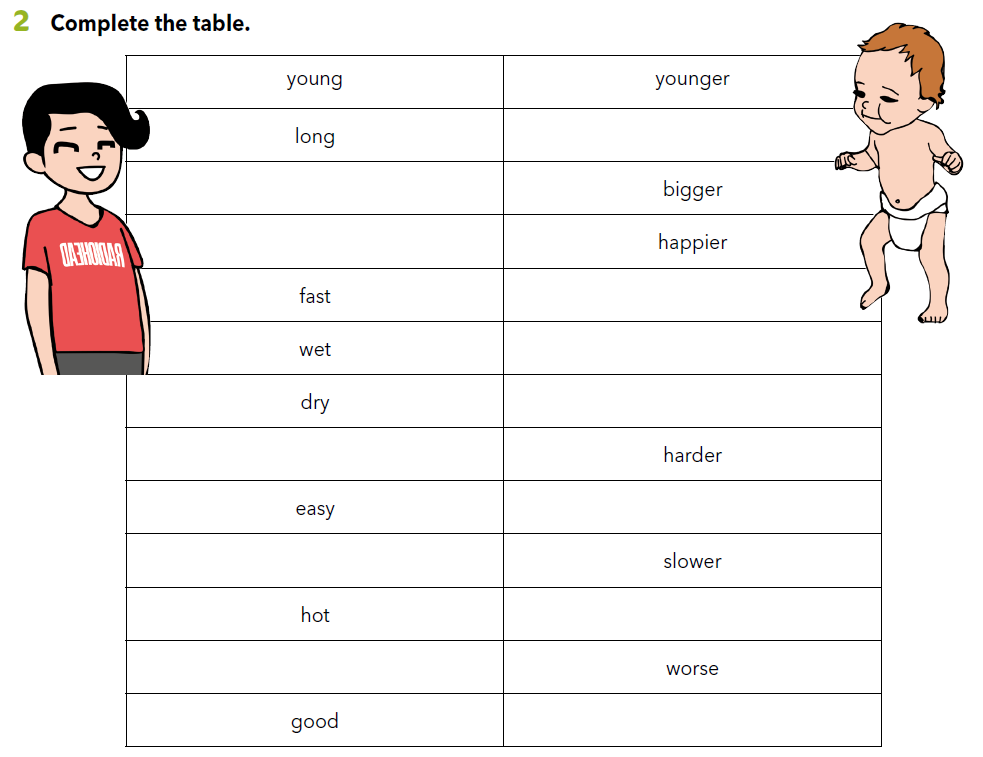 2 Complete the table.
young younger
long
bigger
happier
fast
wet
dry
harder
easy
slower
hot
worse
good
RADIOHEAD